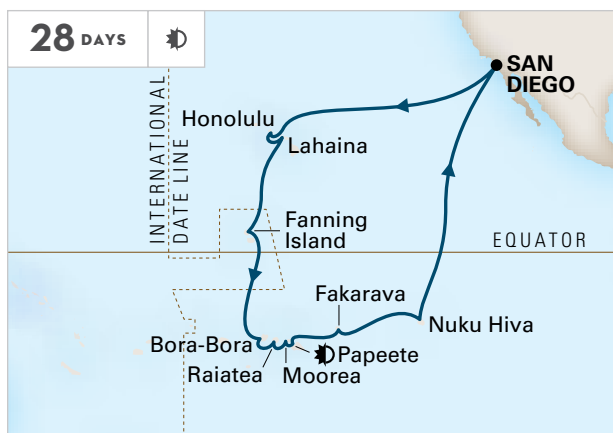 28 DAYS
SAN
DIEGO
Honolulu
Lahaina
INTERNATIONAL
DATE LINE
Fanning
Island
EQUATOR
Fakarava
Nuku Hiva
Bora-Bora
Papeete
Raiatea
Moorea